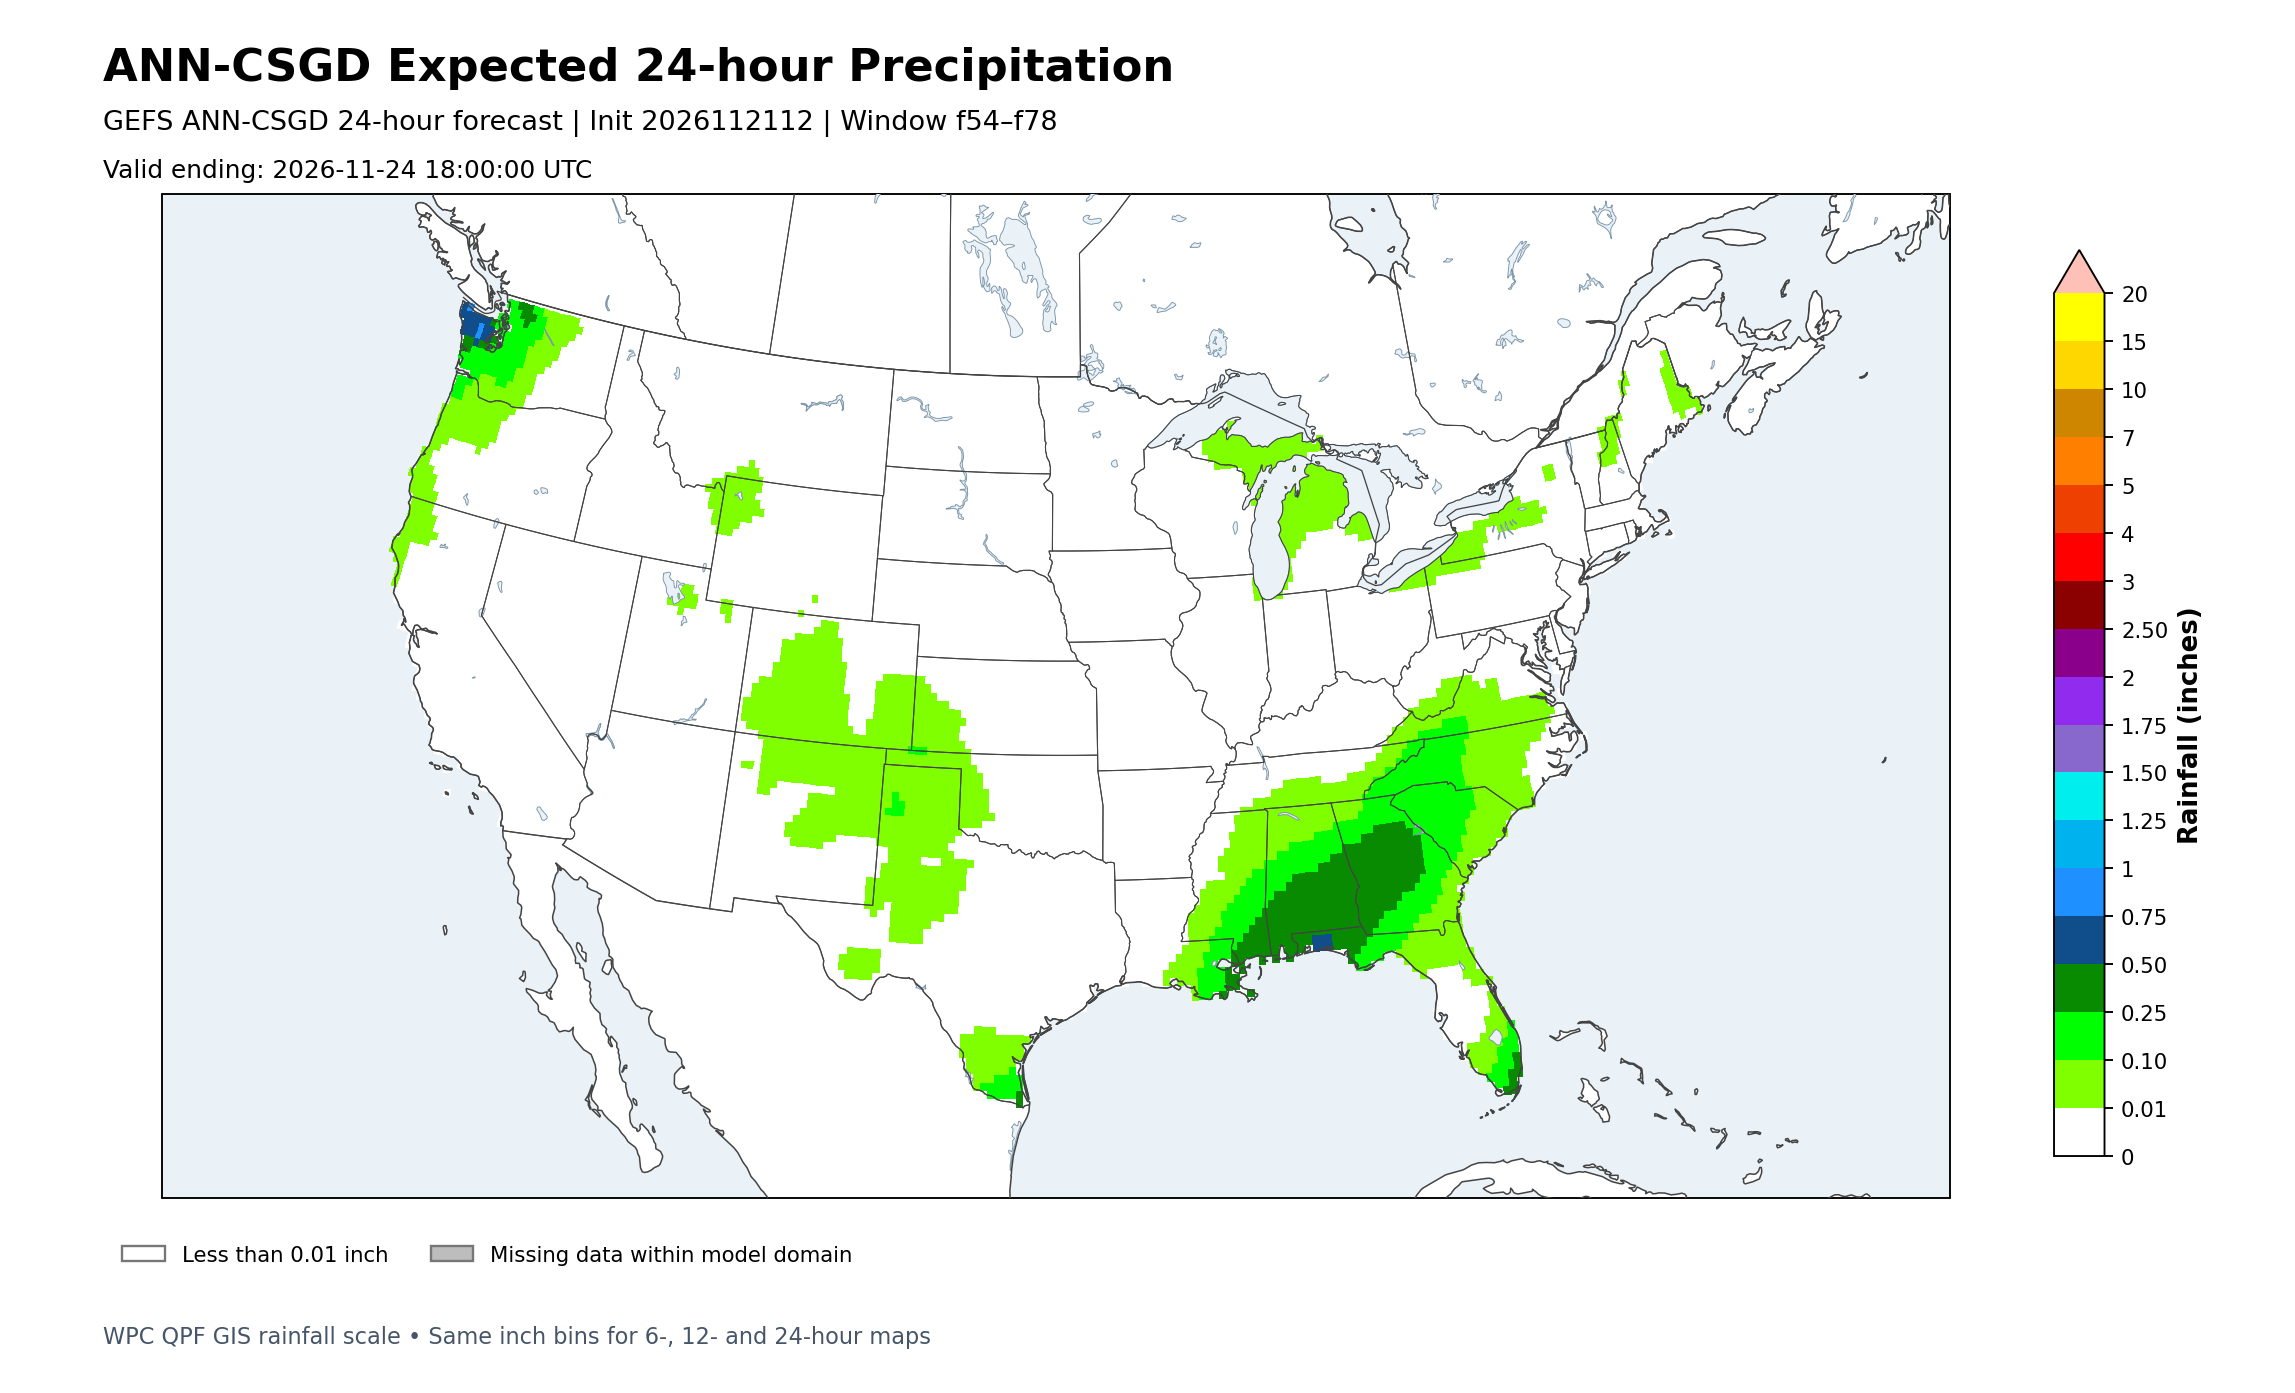 ANN-CSGD Expected 24-hour Precipitation
GEFS ANN-CSGD 24-hour forecast | Init 2026112112 | Window f54–f78
Valid ending: 2026-11-24 18:00:00 UTC
20
15
10
7
5
4
3
2.50
2
1.75
1.50
1.25
1
0.75
0.50
0.25
0.10
0.01
0
Rainfall (inches)
Less than 0.01 inch
Missing data within model domain
WPC QPF GIS rainfall scale • Same inch bins for 6-, 12- and 24-hour maps